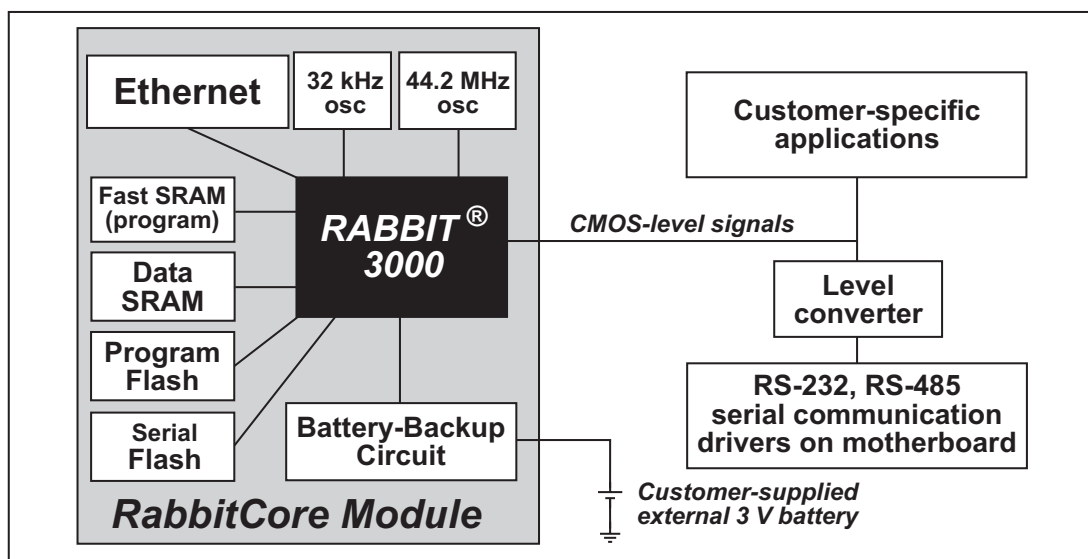 Ethernet
32 kHz
osc
44.2 MHz
osc
Customer-specific
applications
Fast SRAM
(program)
RABBIT ®
3000
CMOS-level signals
Data
SRAM
Level
converter
Program
Flash
RS-232, RS-485
serial communication
drivers on motherboard
Serial
Flash
Battery-Backup
Circuit
Customer-supplied
external 3 V battery
RabbitCore Module